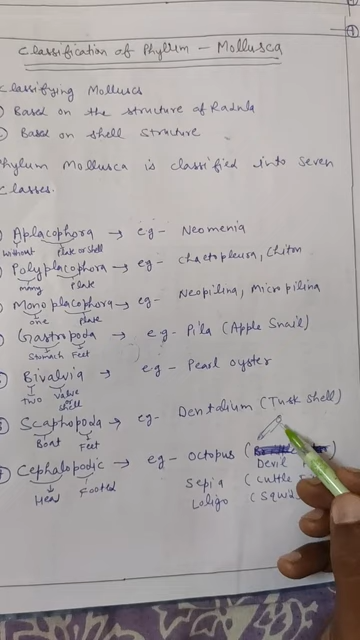 Classification of Phylum - Mollusca
Classifying Molluscs
Based on the structure of Radula
Based on shell structure
Phylum Mollusca is classified into seven
classes.
Aplacophora → eg - Neomenia
without Plate or shell
Polyplacophora → eg - Chaetopleura, Chiton
many Plate
Monoplacophora → eg - Neopilina, Micropilina
one Plate
Gastropoda → eg - Pila (Apple Snail)
Stomach Feet
Bivalvia → eg - Pearl oyster
Two valve
shell
Scaphopoda → eg - Dentalium (Tusk shell)
Boat Feet
Cephalopodic → eg - Octopus (
Devil
Head Footed
Sepia (Cuttle
Loligo (Squid